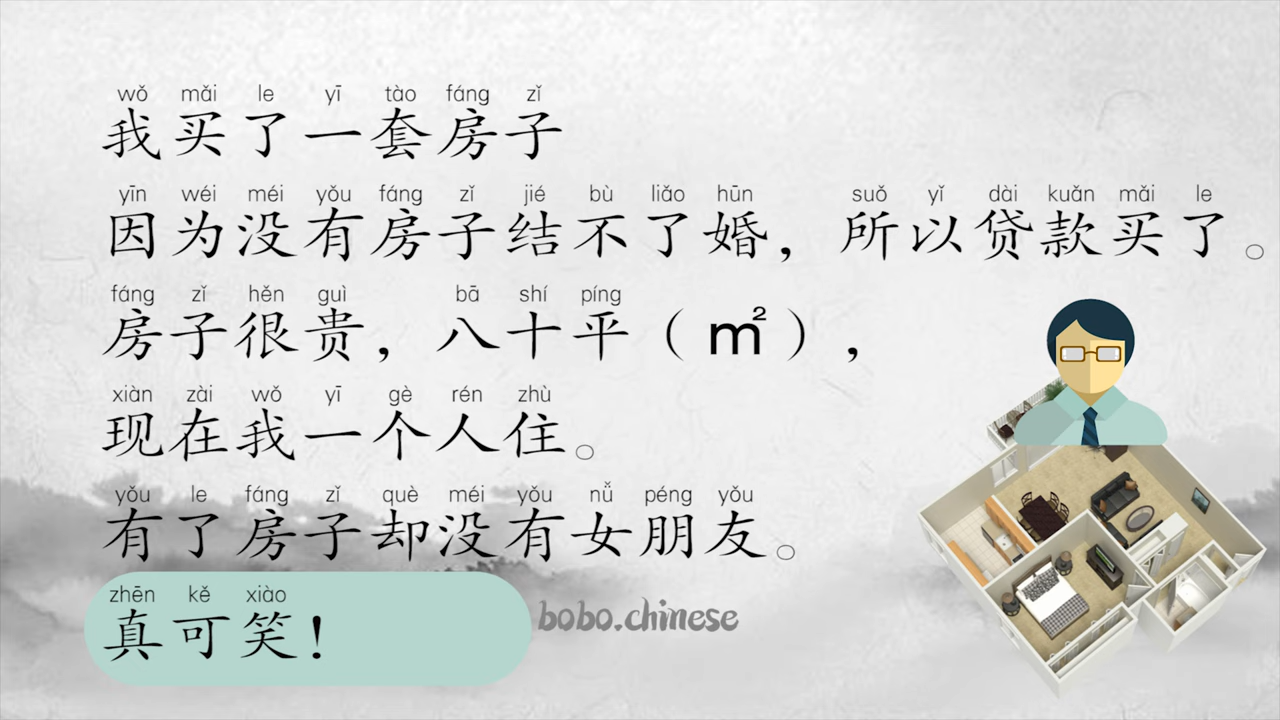 wǒ mǎi le yī tào fáng zǐ
我买了一套房子
yīn wéi méi yǒu fáng zǐ jié bù liǎo hūn suǒ yǐ dài kuǎn mǎi le
因为没有房子结不了婚，所以贷款买了。
fáng zǐ hěn guì bā shí píng
房子很贵，八十平（m²），
xiàn zài wǒ yī gè rén zhù
现在我一个人住。
yǒu le fáng zǐ què méi yǒu nǚ péng yǒu
有了房子却没有女朋友。
zhēn kě xiào
真可笑！
bobo.chinese